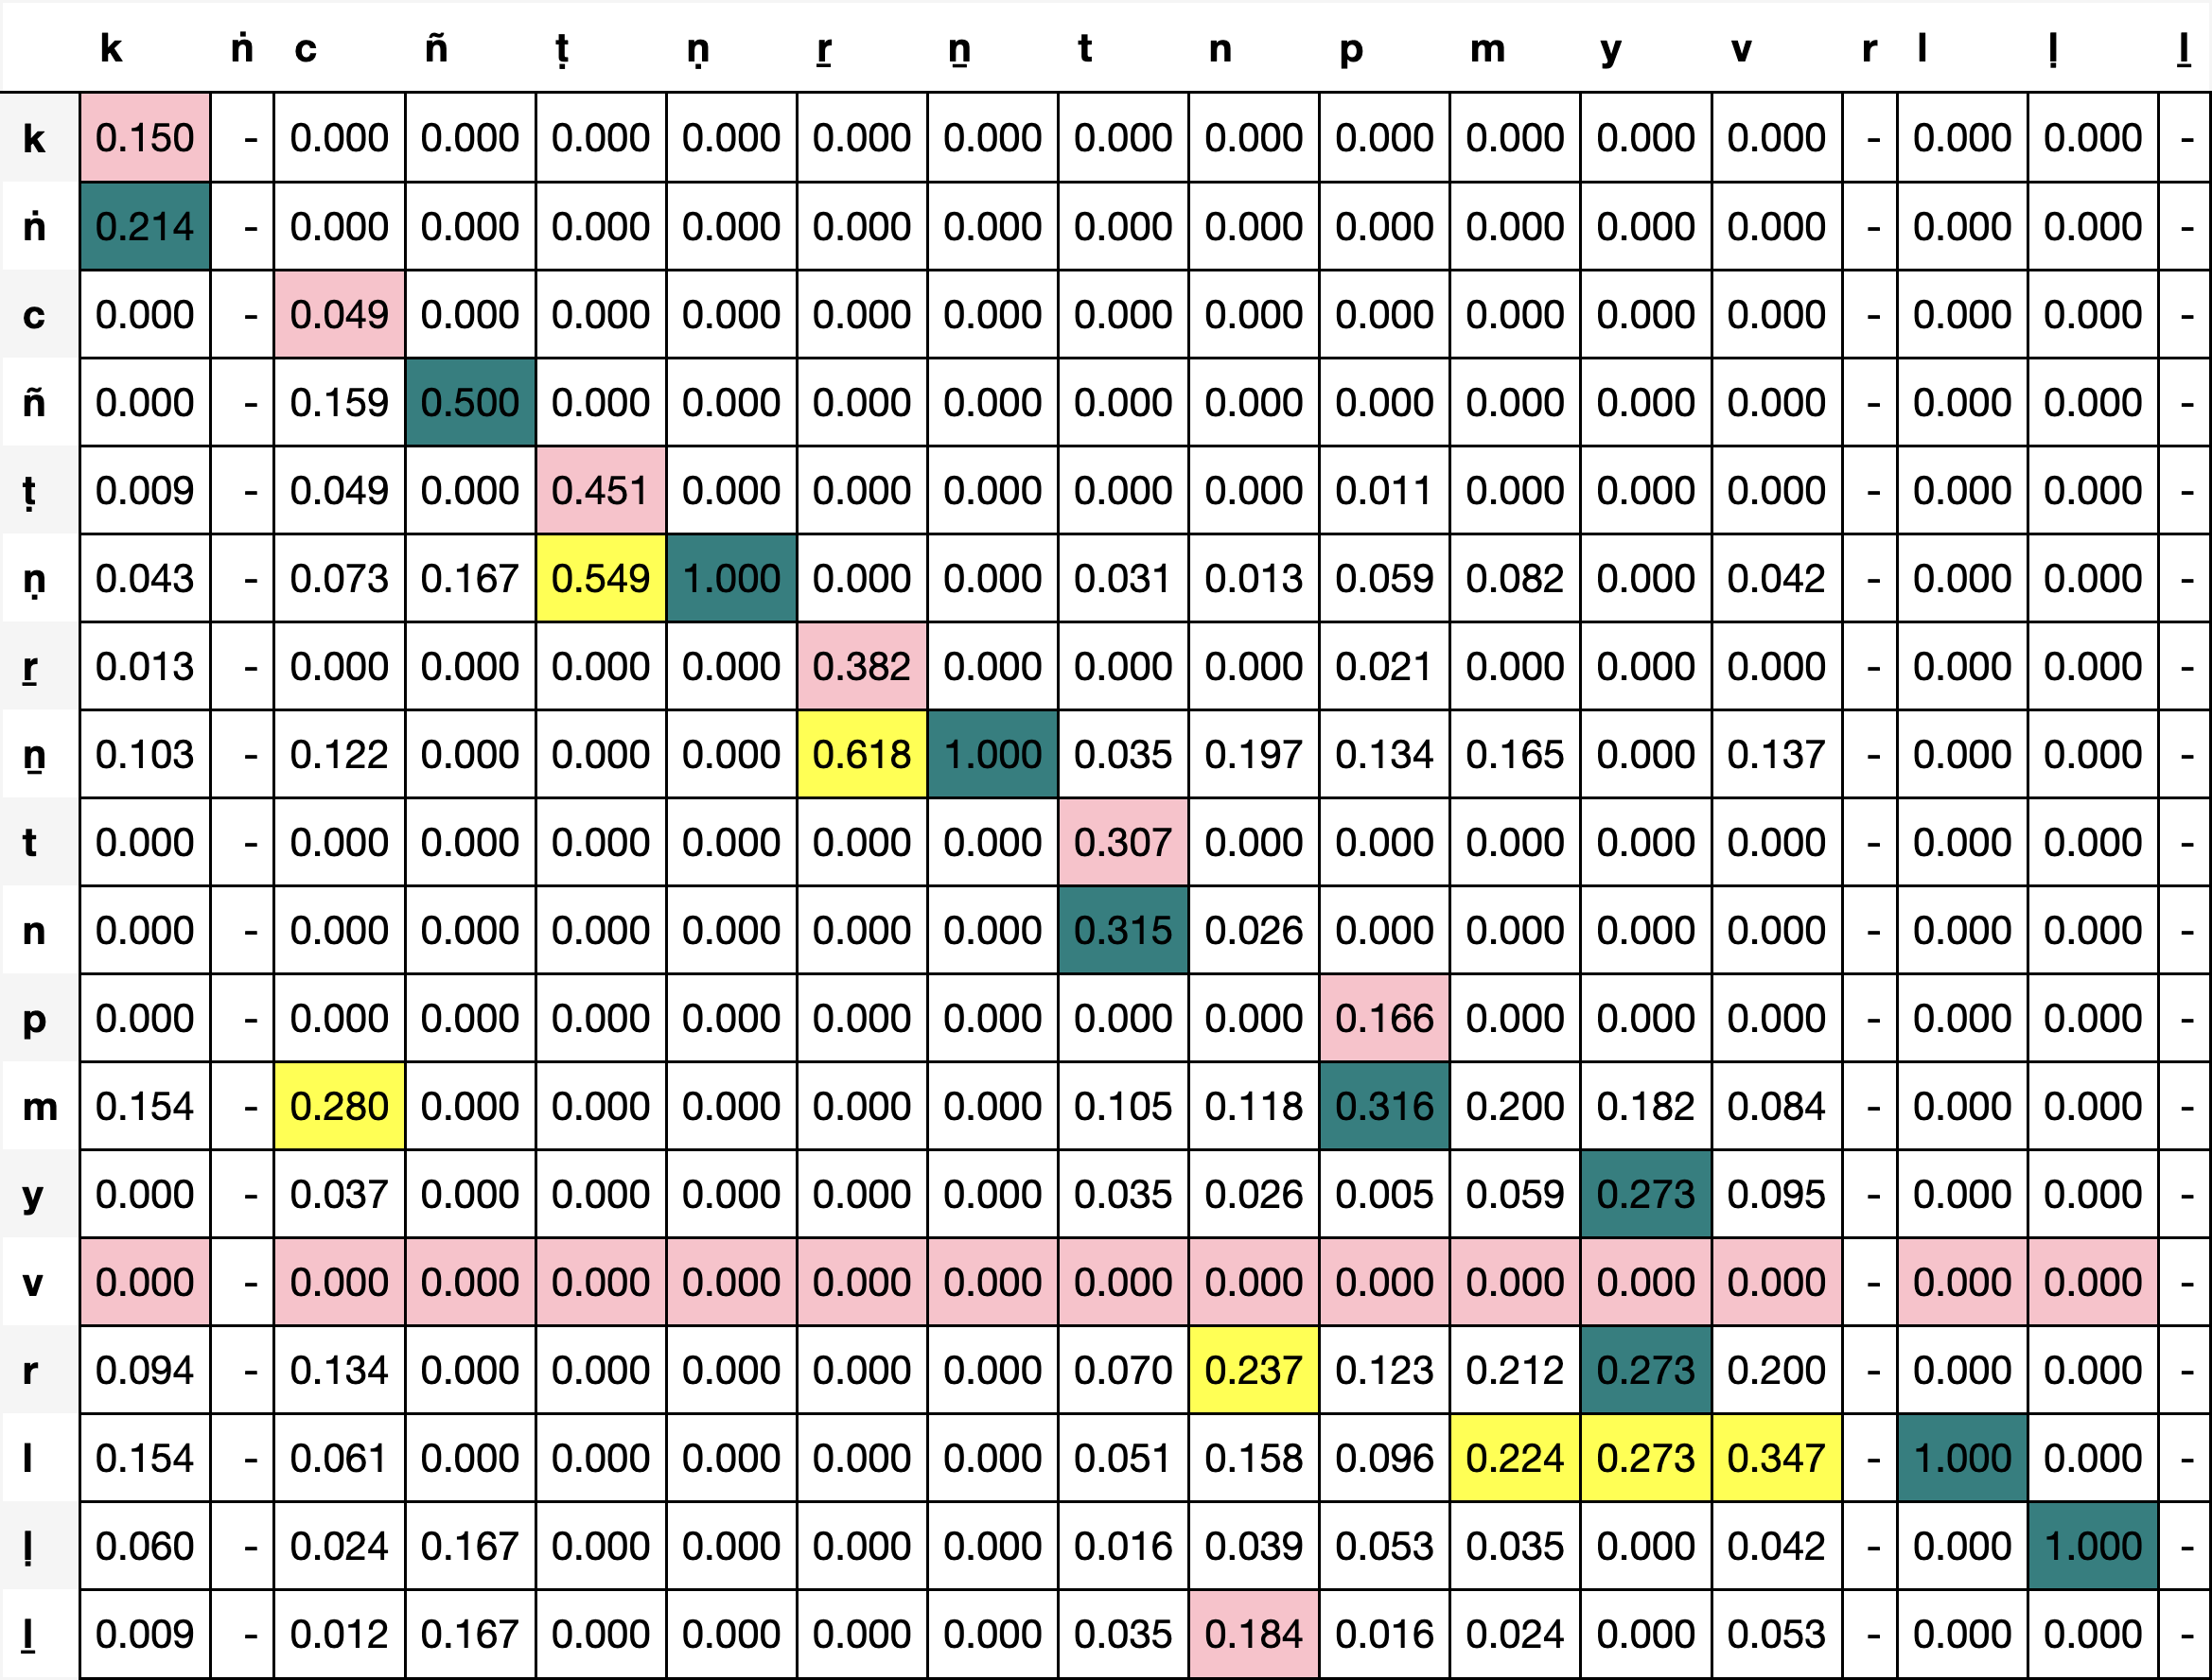 k ṅ c ñ ṭ ṇ ṟ ṉ t n p m y v r l ḷ ḻ
k 0.150 - 0.000 0.000 0.000 0.000 0.000 0.000 0.000 0.000 0.000 0.000 0.000 0.000 - 0.000 0.000 -
ṅ 0.214 - 0.000 0.000 0.000 0.000 0.000 0.000 0.000 0.000 0.000 0.000 0.000 0.000 - 0.000 0.000 -
c 0.000 - 0.049 0.000 0.000 0.000 0.000 0.000 0.000 0.000 0.000 0.000 0.000 0.000 - 0.000 0.000 -
ñ 0.000 - 0.159 0.500 0.000 0.000 0.000 0.000 0.000 0.000 0.000 0.000 0.000 0.000 - 0.000 0.000 -
ṭ 0.009 - 0.049 0.000 0.451 0.000 0.000 0.000 0.000 0.000 0.011 0.000 0.000 0.000 - 0.000 0.000 -
ṇ 0.043 - 0.073 0.167 0.549 1.000 0.000 0.000 0.031 0.013 0.059 0.082 0.000 0.042 - 0.000 0.000 -
ṟ 0.013 - 0.000 0.000 0.000 0.000 0.382 0.000 0.000 0.000 0.021 0.000 0.000 0.000 - 0.000 0.000 -
ṉ 0.103 - 0.122 0.000 0.000 0.000 0.618 1.000 0.035 0.197 0.134 0.165 0.000 0.137 - 0.000 0.000 -
t 0.000 - 0.000 0.000 0.000 0.000 0.000 0.000 0.307 0.000 0.000 0.000 0.000 0.000 - 0.000 0.000 -
n 0.000 - 0.000 0.000 0.000 0.000 0.000 0.000 0.315 0.026 0.000 0.000 0.000 0.000 - 0.000 0.000 -
p 0.000 - 0.000 0.000 0.000 0.000 0.000 0.000 0.000 0.000 0.166 0.000 0.000 0.000 - 0.000 0.000 -
m 0.154 - 0.280 0.000 0.000 0.000 0.000 0.000 0.105 0.118 0.316 0.200 0.182 0.084 - 0.000 0.000 -
y 0.000 - 0.037 0.000 0.000 0.000 0.000 0.000 0.035 0.026 0.005 0.059 0.273 0.095 - 0.000 0.000 -
v 0.000 - 0.000 0.000 0.000 0.000 0.000 0.000 0.000 0.000 0.000 0.000 0.000 0.000 - 0.000 0.000 -
r 0.094 - 0.134 0.000 0.000 0.000 0.000 0.000 0.070 0.237 0.123 0.212 0.273 0.200 - 0.000 0.000 -
l 0.154 - 0.061 0.000 0.000 0.000 0.000 0.000 0.051 0.158 0.096 0.224 0.273 0.347 - 1.000 0.000 -
ḷ 0.060 - 0.024 0.167 0.000 0.000 0.000 0.000 0.016 0.039 0.053 0.035 0.000 0.042 - 0.000 1.000 -
ḻ 0.009 - 0.012 0.167 0.000 0.000 0.000 0.000 0.035 0.184 0.016 0.024 0.000 0.053 - 0.000 0.000 -